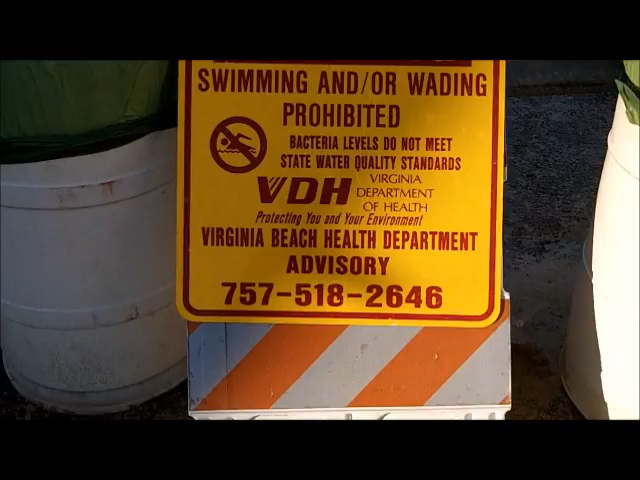 SWIMMING AND/OR WADING
PROHIBITED
BACTERIA LEVELS DO NOT MEET
STATE WATER QUALITY STANDARDS
VDH VIRGINIA
DEPARTMENT
OF HEALTH
Protecting You and Your Environment
VIRGINIA BEACH HEALTH DEPARTMENT
ADVISORY
757-518-2646